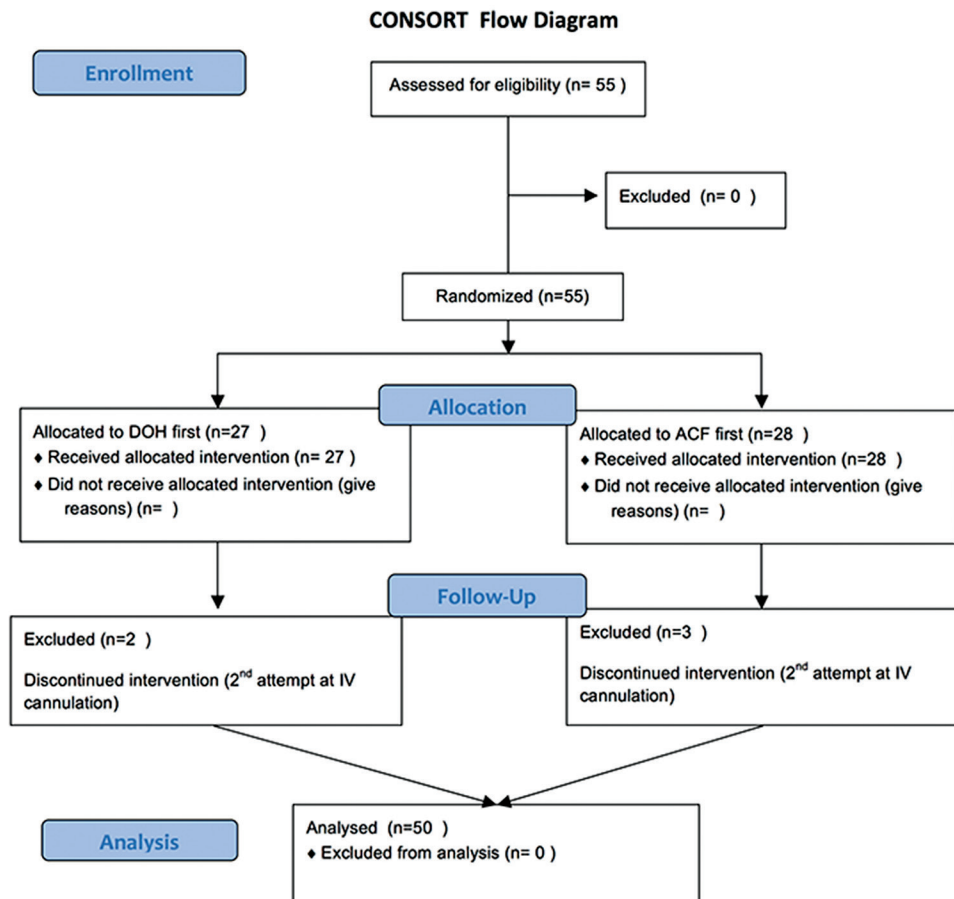 CONSORT Flow Diagram
Enrollment
Assessed for eligibility (n= 55 )
Excluded (n= 0 )
Randomized (n=55)
Allocation
Allocated to DOH first (n=27 )
♦ Received allocated intervention (n= 27 )
♦ Did not receive allocated intervention (give
reasons) (n= )
Allocated to ACF first (n=28 )
♦ Received allocated intervention (n=28 )
♦ Did not receive allocated intervention (give
reasons) (n= )
Follow-Up
Excluded (n=2 )
Discontinued intervention (2nd attempt at IV
cannulation)
Excluded (n=3 )
Discontinued intervention (2nd attempt at IV
cannulation)
Analysis
Analysed (n=50 )
♦ Excluded from analysis (n= 0 )